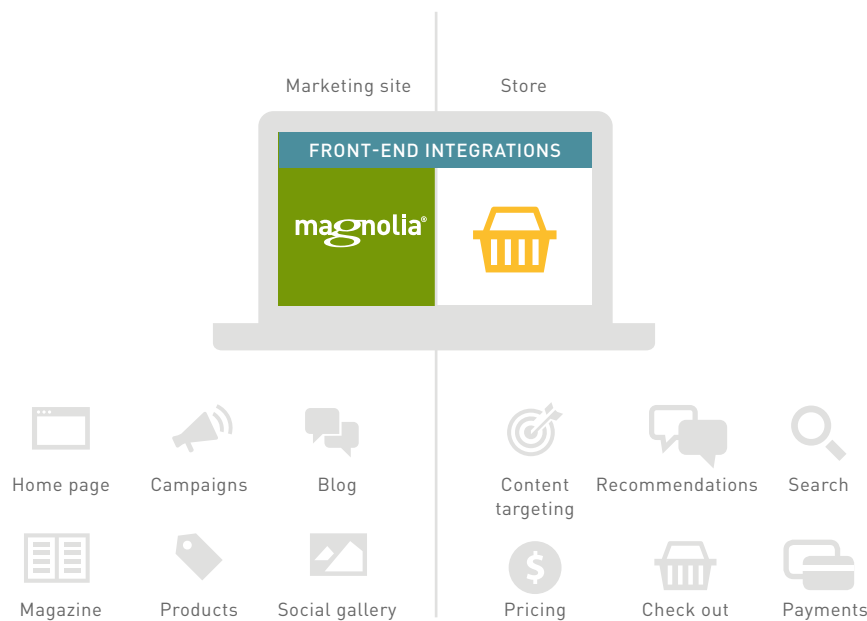 Marketing site
Store
FRONT-END INTEGRATIONS
magnolia®
Home page
Campaigns
Blog
Content
targeting
Recommendations
Search
Magazine
Products
Social gallery
$
Pricing
Check out
Payments